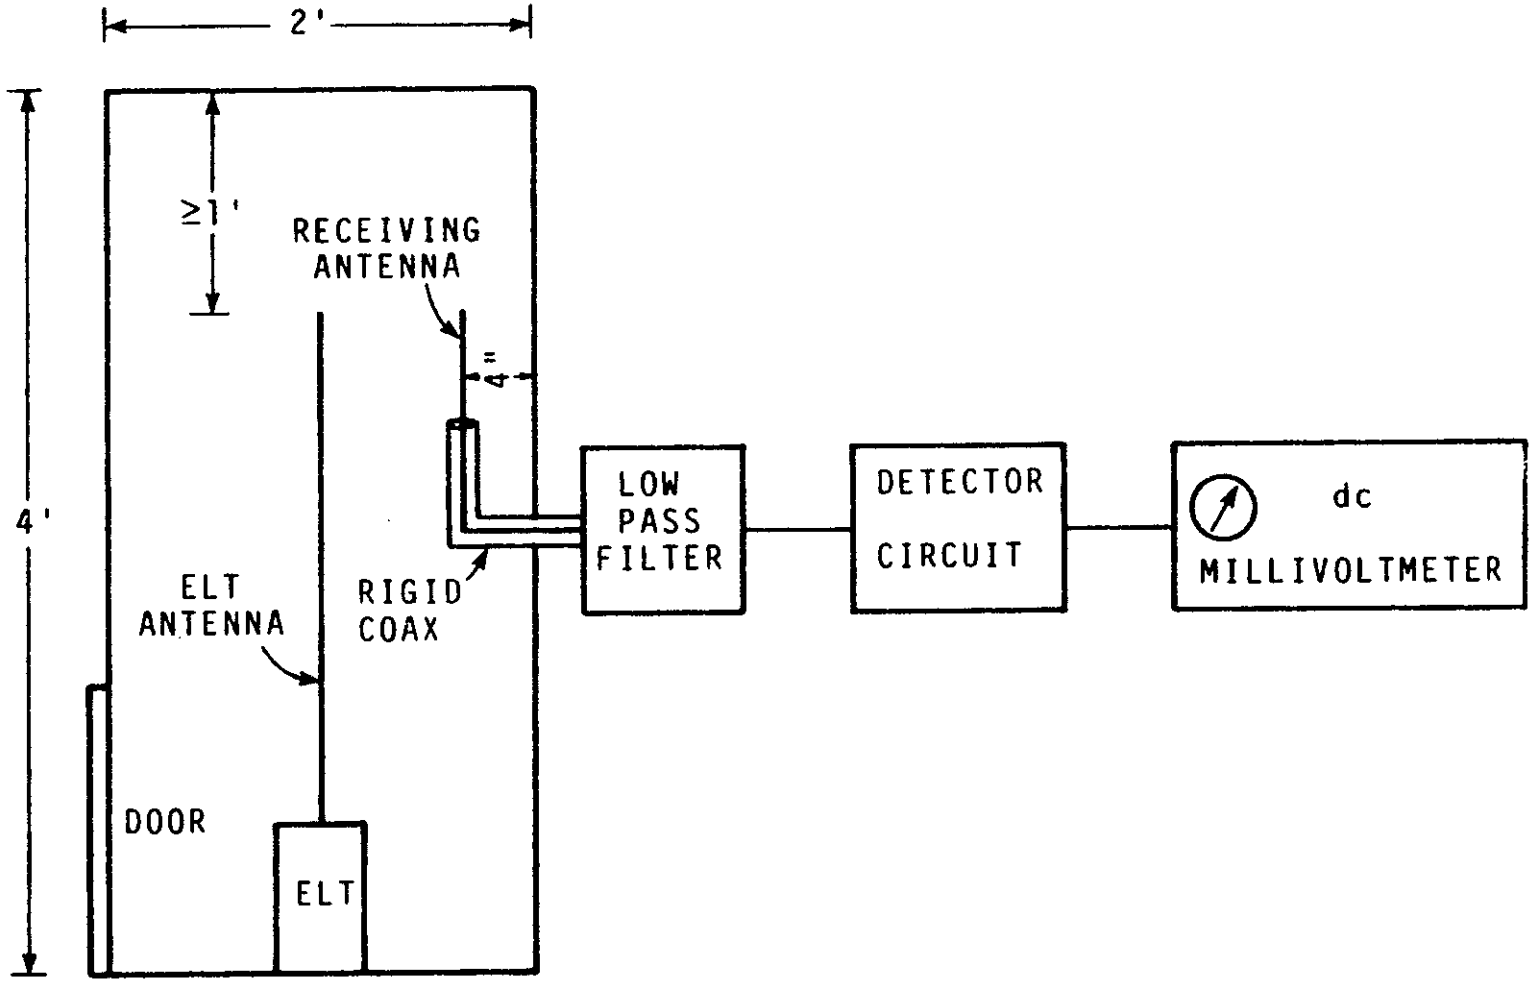 2'
≥1'
RECEIVING
ANTENNA
4"
4'
LOW
PASS
FILTER
DETECTOR
CIRCUIT
dc
MILLIVOLTMETER
ELT
ANTENNA
RIGID
COAX
DOOR
ELT